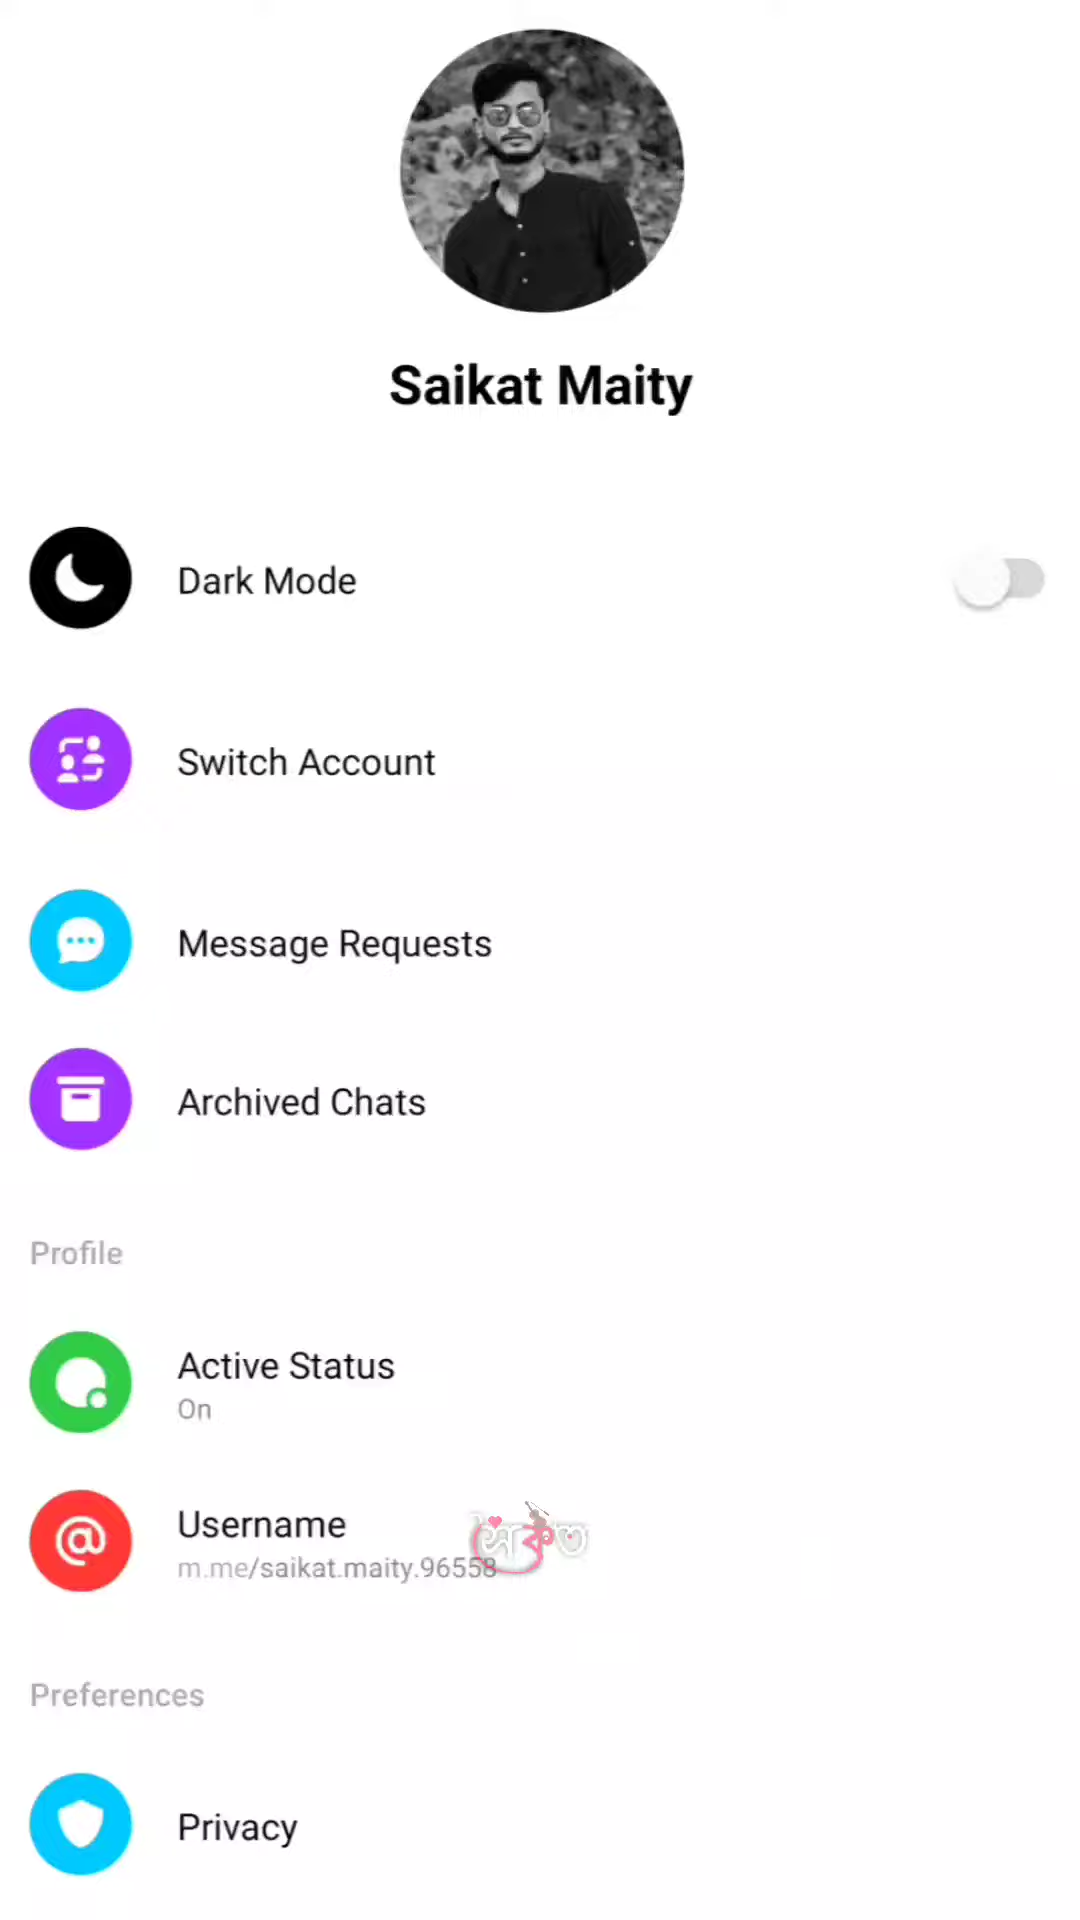 Saikat Maity
Dark Mode
Switch Account
Message Requests
Archived Chats
Profile
Active Status
On
Username
m.me/saikat.maity.96558
সৈকত
Preferences
Privacy